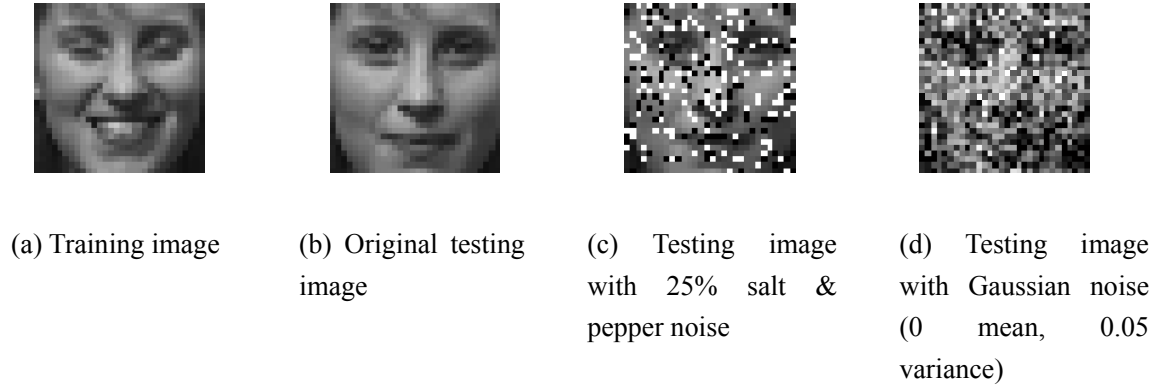 (a) Training image
(b) Original testing
image
(c) Testing image
with 25% salt &
pepper noise
(d) Testing image
with Gaussian noise
(0 mean, 0.05
variance)